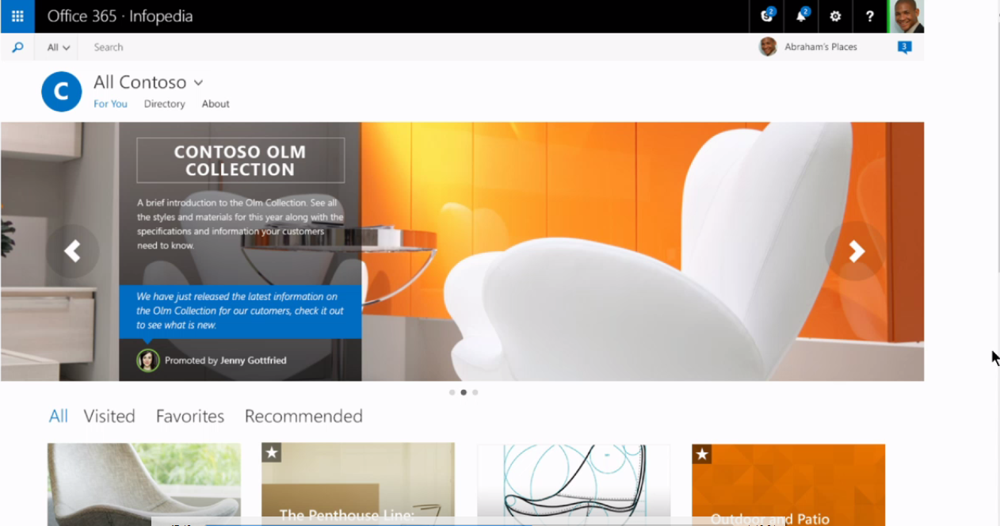 Office 365 · Infopedia
2
2
?
All
Search
Abraham's Places
3
C
All Contoso
For You Directory About
CONTOSO OLM
COLLECTION
A brief introduction to the Olm Collection. See all
the styles and materials for this year along with the
specifications and information your customers
need to know.
We have just released the latest information on
the Olm Collection for our cutomers, check it out
to see what is new.
Promoted by Jenny Gottfried
All Visited Favorites Recommended
The Penthouse Line:
Outdoor and Patio